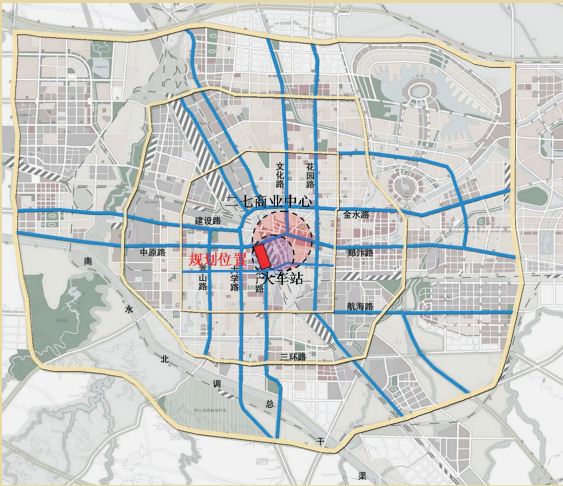 文化路
花园路
二七商业中心
建设路
金水路
中原路
规划位置
郑汴路
火车站
嵩山路
大学路
路
航海路
三环路
南
水
北
调
总
干
渠